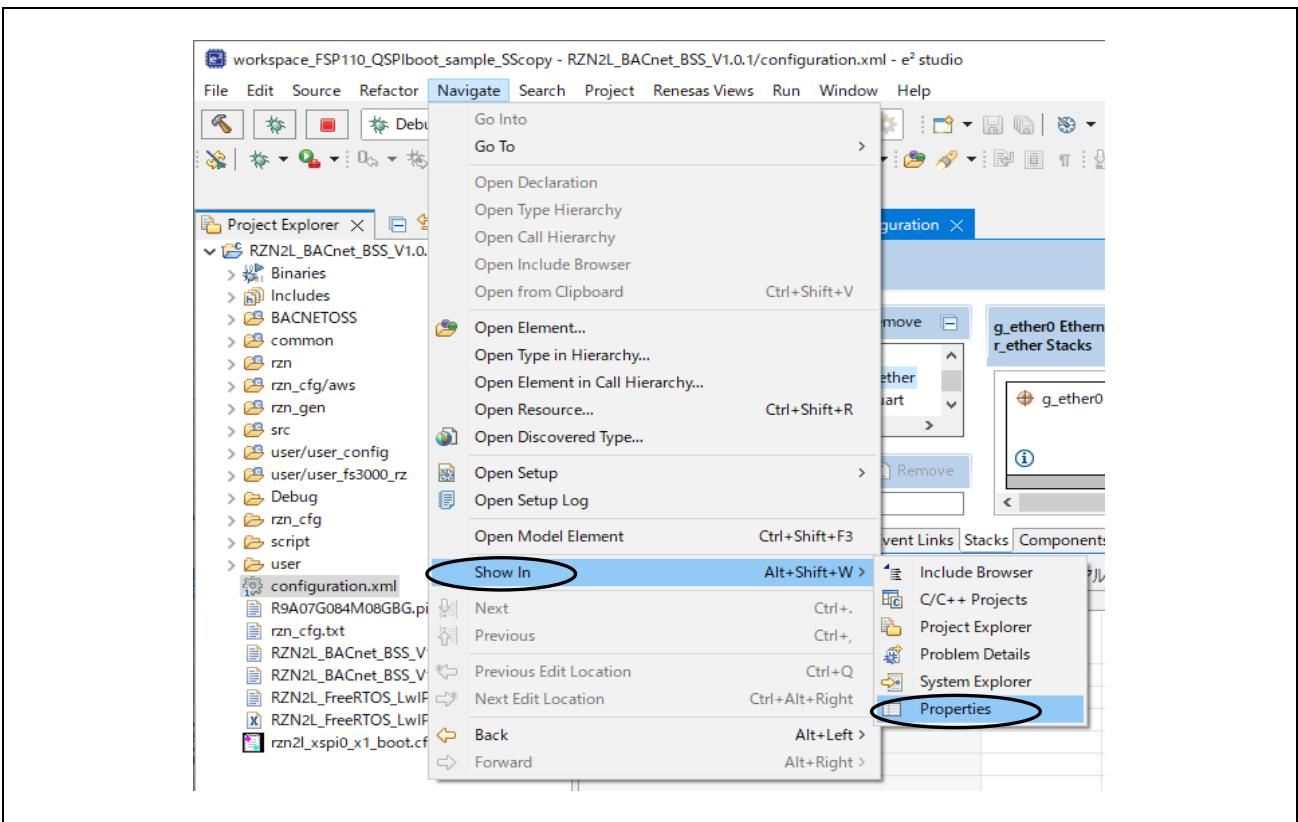 workspace_FSP110_QSPIboot_sample_SScopy - RZN2L_BACnet_BSS_V1.0.1/configuration.xml - e² studio
File Edit Source Refactor Navigate Search Project Renesas Views Run Window Help
Debu
Project Explorer
RZN2L_BACnet_BSS_V1.0.
Binaries
Includes
BACNETOSS
common
rzn
rzn_cfg/aws
rzn_gen
src
user/user_config
user/user_fs3000_rz
Debug
rzn_cfg
script
user
configuration.xml
R9A07G084M08GBG.pi
rzn_cfg.txt
RZN2L_BACnet_BSS_V
RZN2L_BACnet_BSS_V
RZN2L_FreeRTOS_LwIP
RZN2L_FreeRTOS_LwIP
rzn2l_xspi0_x1_boot.cf
Go Into
Go To
Open Declaration
Open Type Hierarchy
Open Call Hierarchy
Open Include Browser
Open from Clipboard Ctrl+Shift+V
Open Element...
Open Type in Hierarchy...
Open Element in Call Hierarchy...
Open Resource... Ctrl+Shift+R
Open Discovered Type...
Open Setup
Open Setup Log
Open Model Element Ctrl+Shift+F3
Show In Alt+Shift+W
Next Ctrl+.
Previous Ctrl+,
Previous Edit Location Ctrl+Q
Next Edit Location Ctrl+Alt+Right
Back Alt+Left
Forward Alt+Right
guration
move
ether
uart
Remove
g_ether0 Ethern
r_ether Stacks
g_ether0
vent Links Stacks Components
Include Browser
C/C++ Projects
Project Explorer
Problem Details
System Explorer
Properties